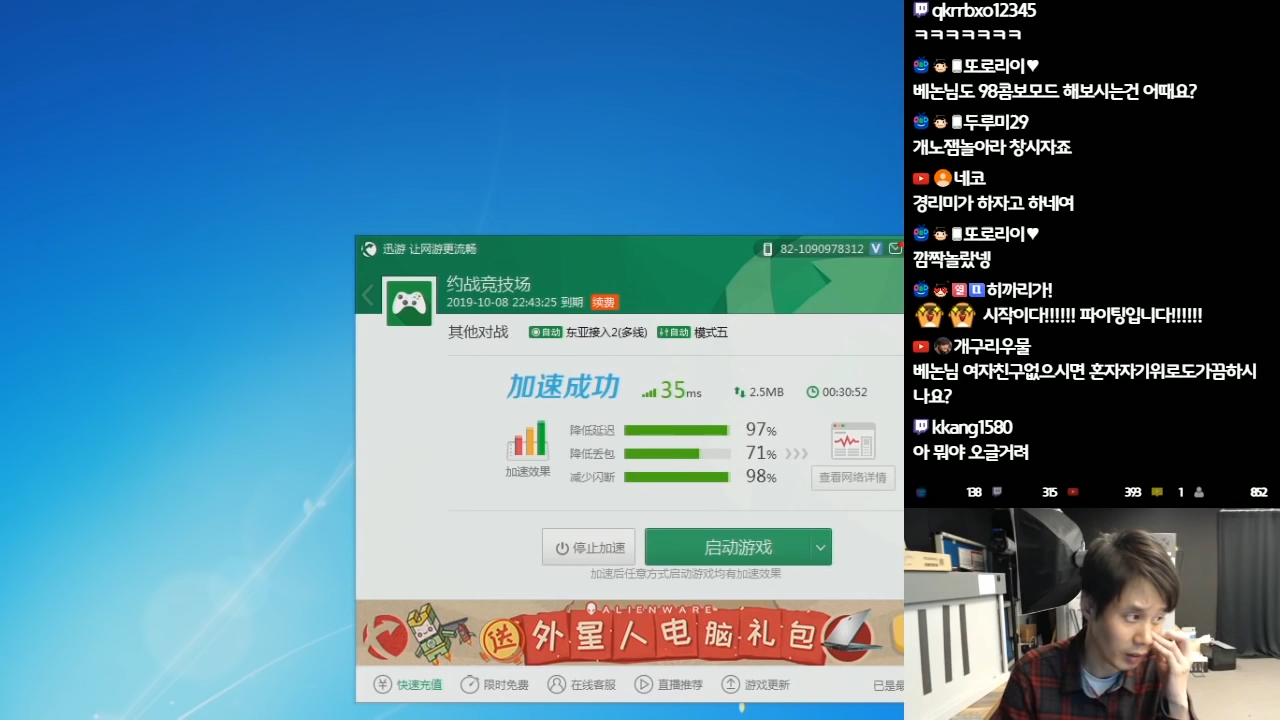 迅游 让网游更流畅
82-1090978312
V
约战竞技场
2019-10-08 22:43:25 到期 续费
其他对战 自动 东亚接入2(多线) 自动 模式五
加速成功 35ms 2.5MB 00:30:52
降低延迟 97%
降低丢包 71%
减少闪断 98%
加速效果
查看网络详情
停止加速 启动游戏
加速后任意方式启动游戏均有加速效果
ALIENWARE
送 外星人电脑礼包
快速充值 限时免费 在线客服 直播推荐 游戏更新 已是最
qkrrbxo12345
ㅋㅋㅋㅋㅋㅋㅋ
또로리이♥
베논님도 98콤보모드 해보시는건 어때요?
두루미29
개노잼놀아라 창시자죠
네코
경리미가 하자고 하네여
또로리이♥
깜짝놀랐넹
열 히까리가!
시작이다!!!!!! 파이팅입니다!!!!!!
개구리우물
베논님 여자친구없으시면 혼자자기위로도가끔하시
나요?
kkang1580
아 뭐야 오글거려
138 315 393 1 862